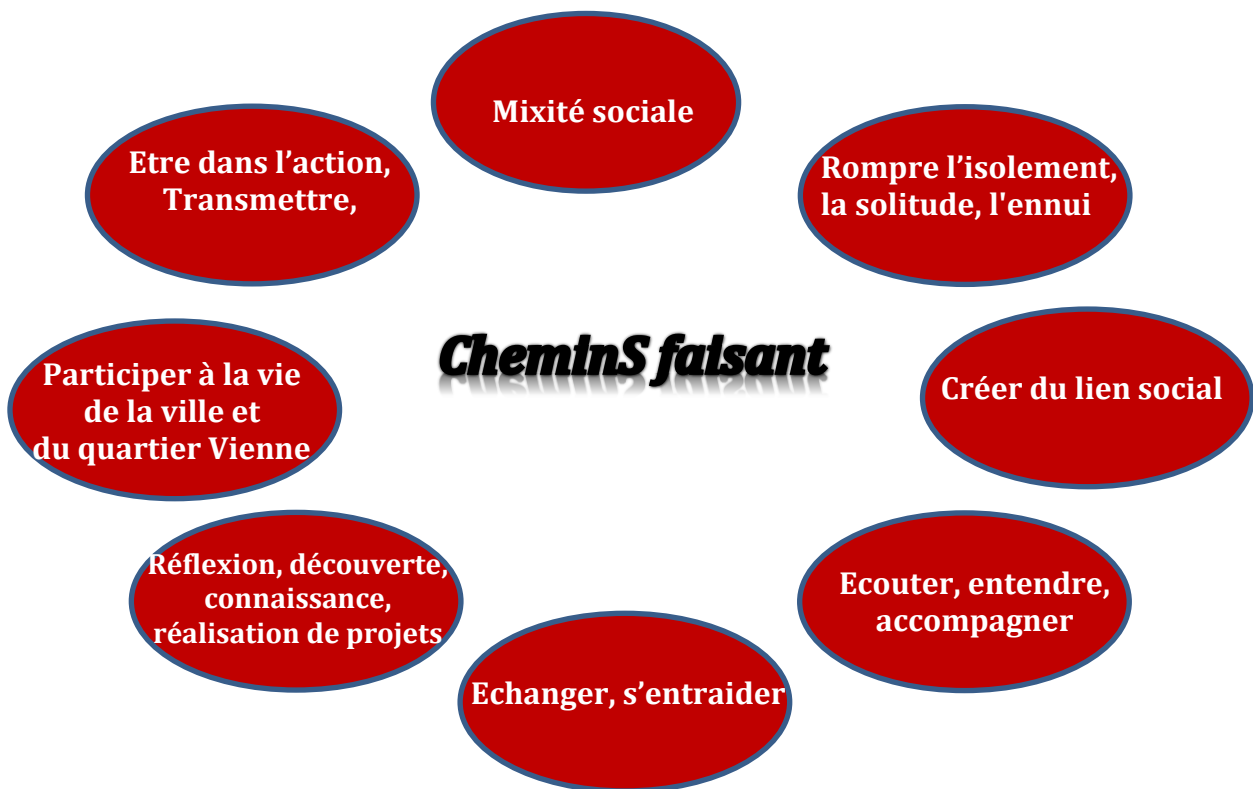 Mixité sociale
Etre dans l’action,
Transmettre,
Rompre l’isolement,
la solitude, l'ennui
CheminS faisant
Participer à la vie
de la ville et
du quartier Vienne
Créer du lien social
Réflexion, découverte,
connaissance,
réalisation de projets
Ecouter, entendre,
accompagner
Echanger, s’entraider